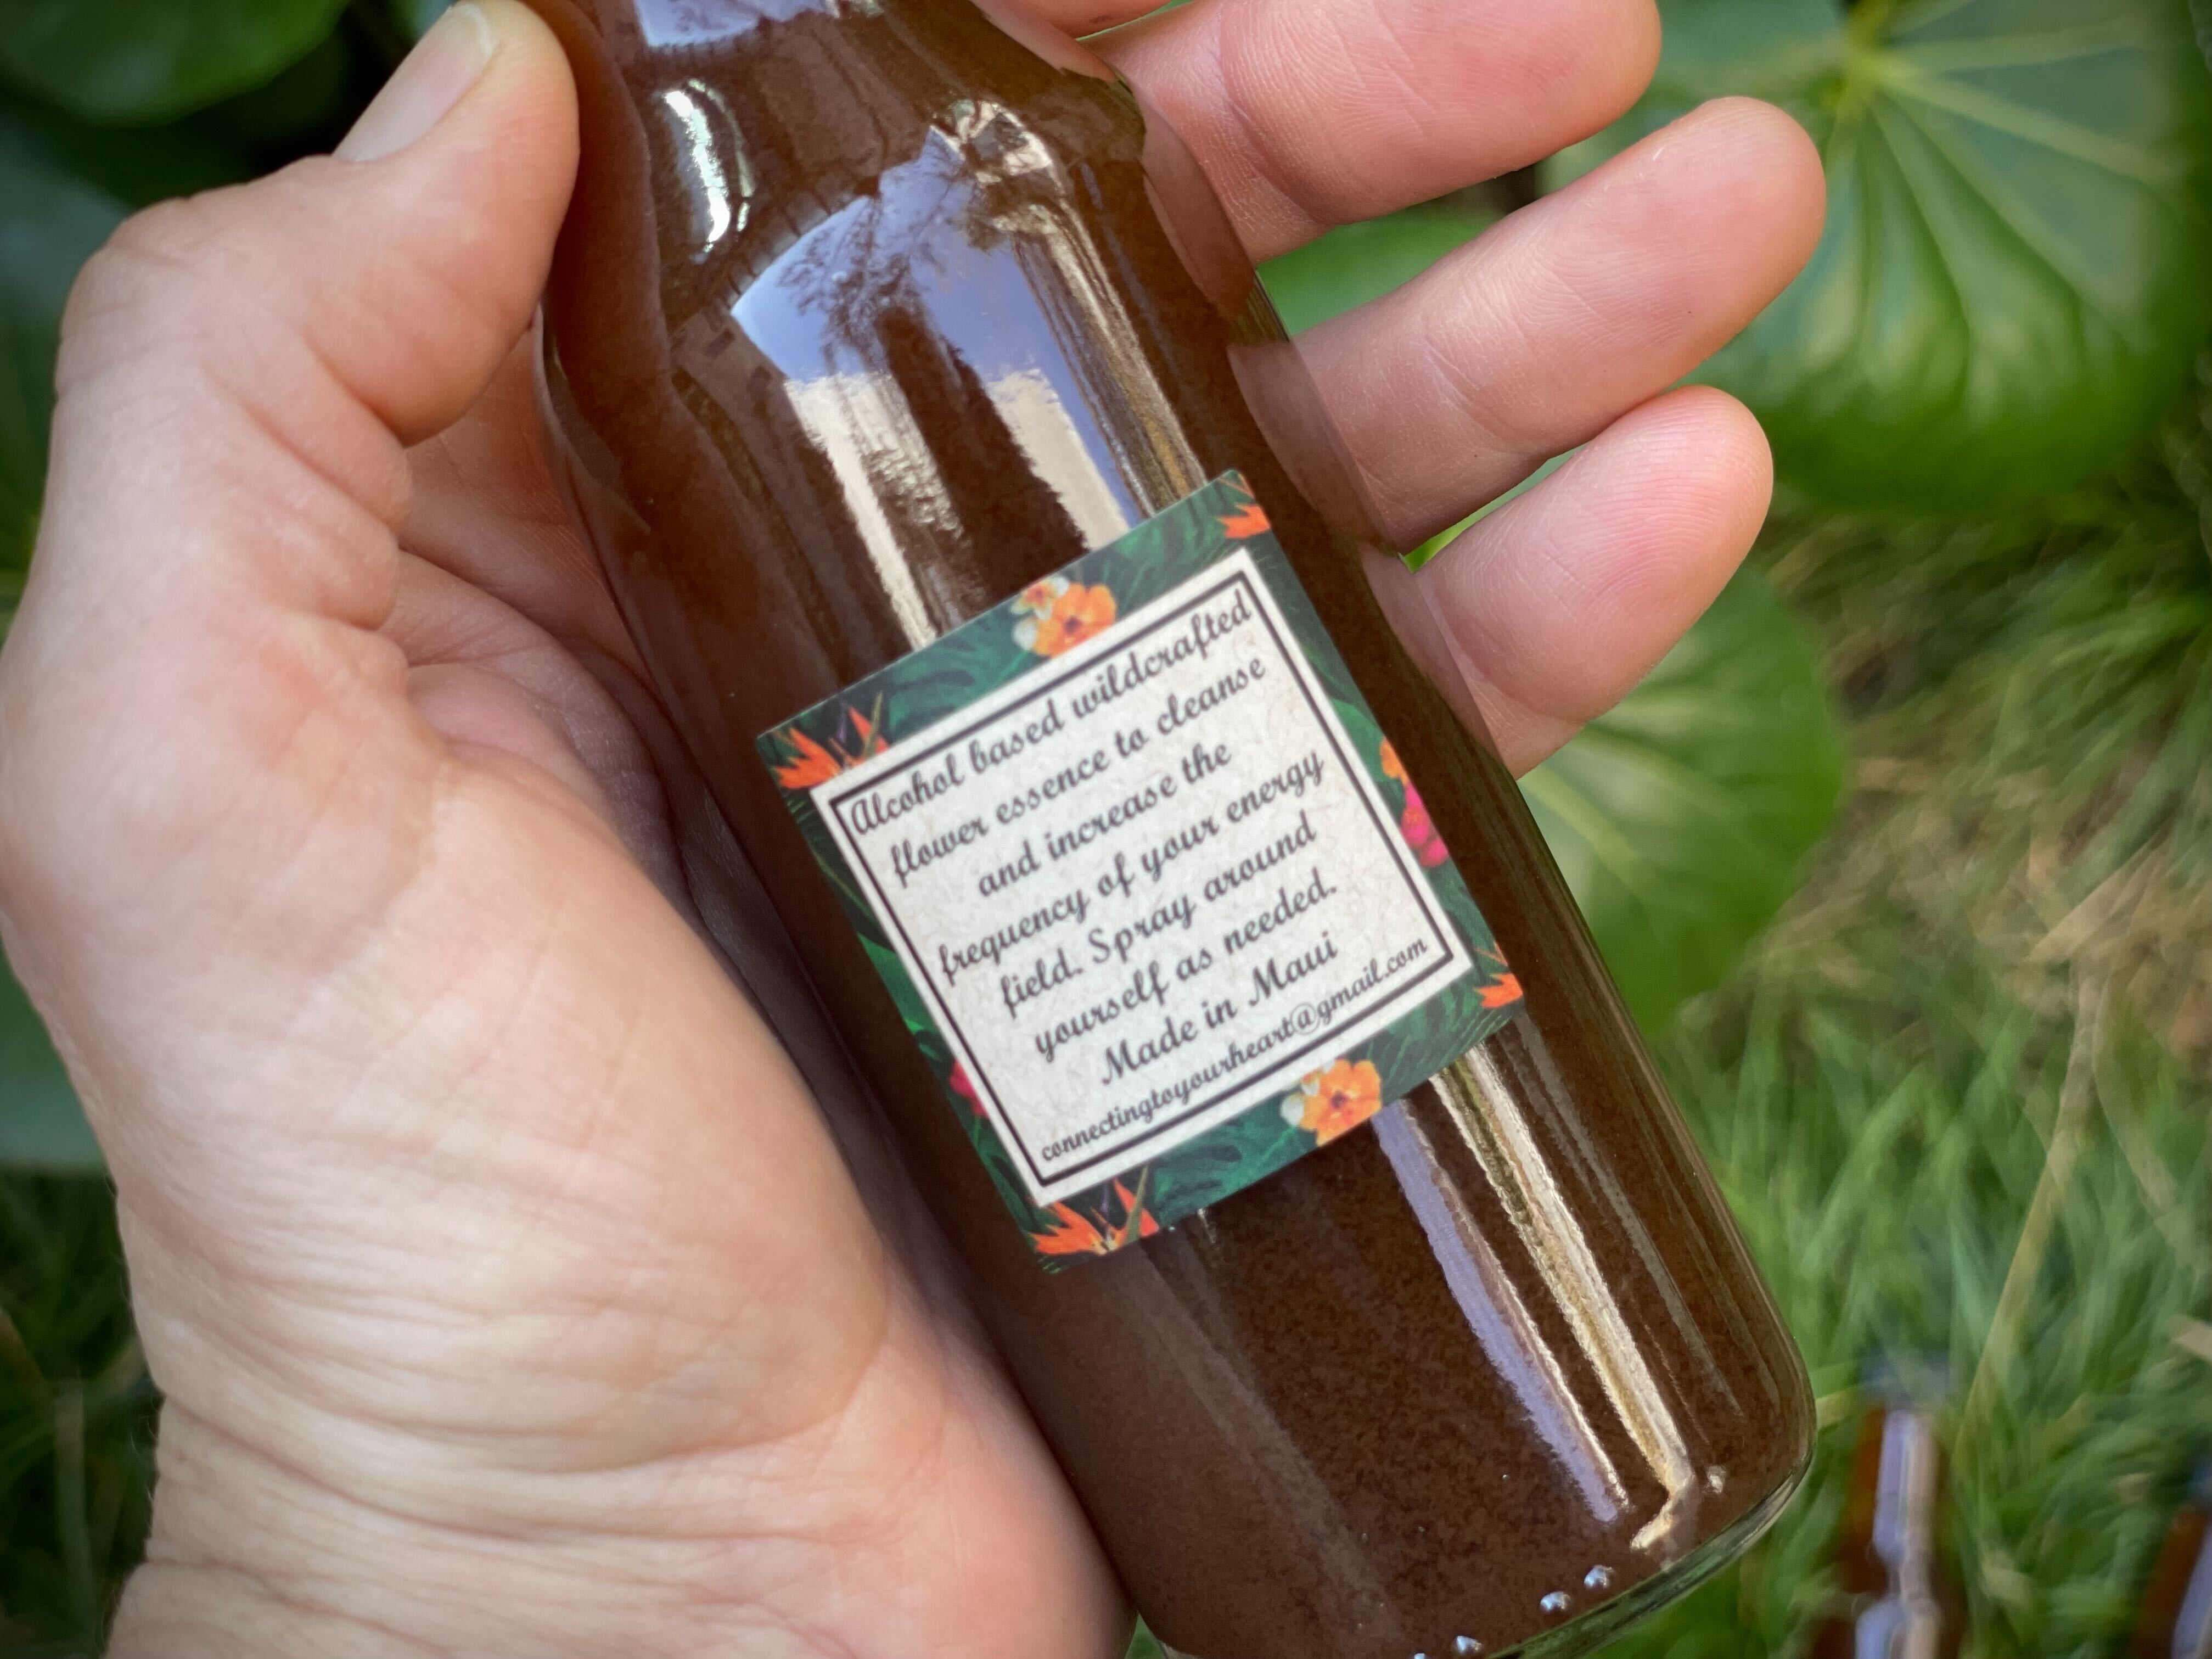 Alcohol based wildcrafted
flower essence to cleanse
and increase the
frequency of your energy
field. Spray around
yourself as needed.
Made in Maui
connectingtoyourheart@gmail.com